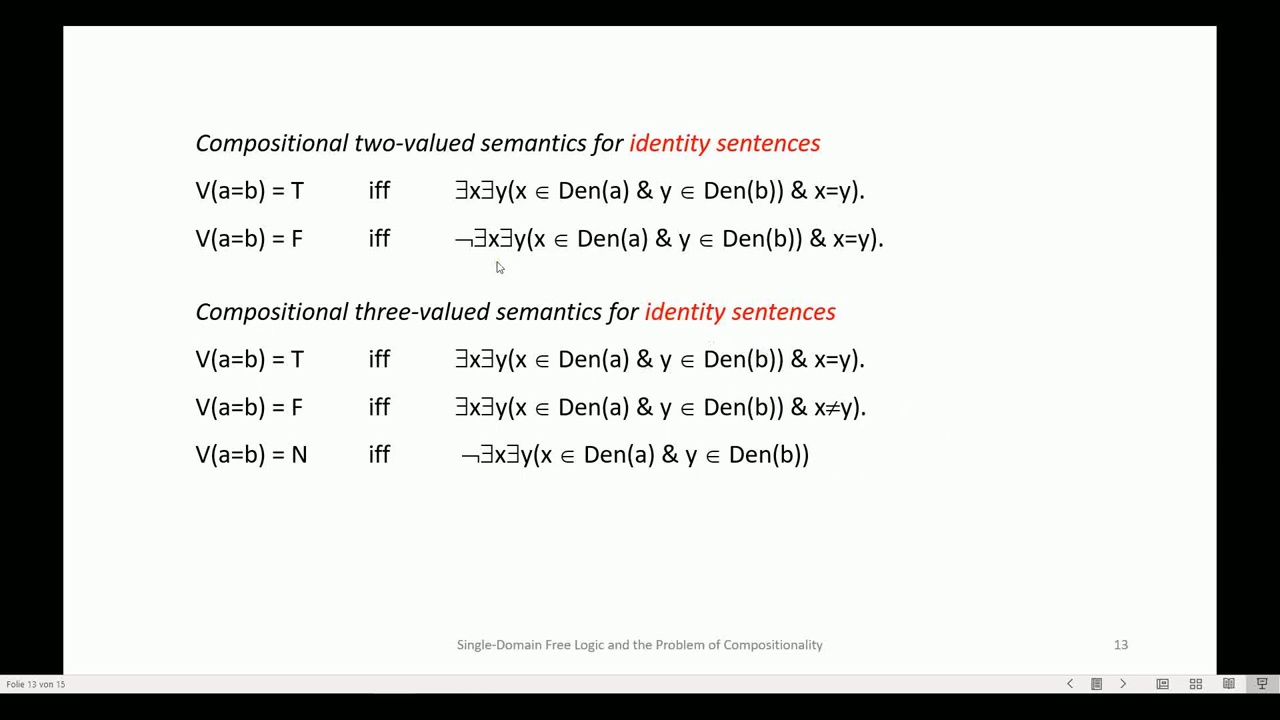 Compositional two-valued semantics for identity sentences
V(a=b) = T iff ∃x∃y(x ∈ Den(a) & y ∈ Den(b)) & x=y).
V(a=b) = F iff ¬∃x∃y(x ∈ Den(a) & y ∈ Den(b)) & x=y).
Compositional three-valued semantics for identity sentences
V(a=b) = T iff ∃x∃y(x ∈ Den(a) & y ∈ Den(b)) & x=y).
V(a=b) = F iff ∃x∃y(x ∈ Den(a) & y ∈ Den(b)) & x≠y).
V(a=b) = N iff ¬∃x∃y(x ∈ Den(a) & y ∈ Den(b))
Single-Domain Free Logic and the Problem of Compositionality 13
Folie 13 von 15